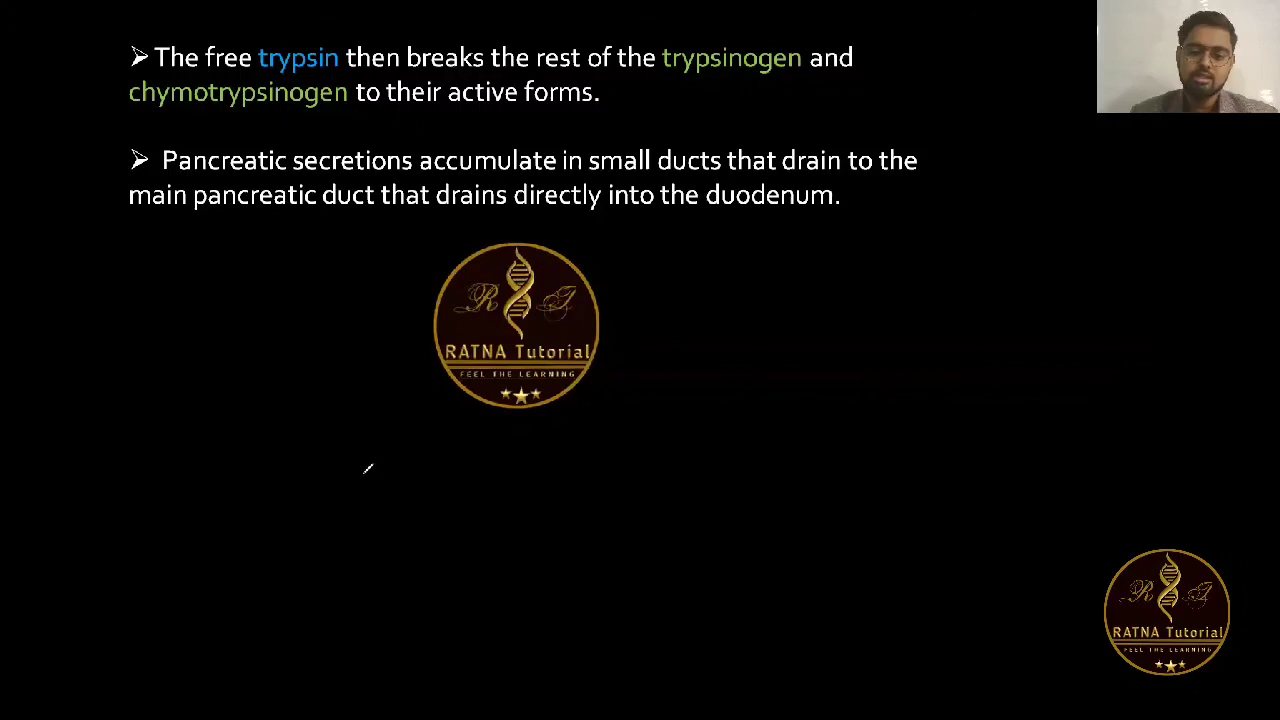 ➢The free trypsin then breaks the rest of the trypsinogen and
chymotrypsinogen to their active forms.
➢ Pancreatic secretions accumulate in small ducts that drain to the
main pancreatic duct that drains directly into the duodenum.
R T
RATNA Tutorial
FEEL THE LEARNING
R T
RATNA Tutorial
FEEL THE LEARNING